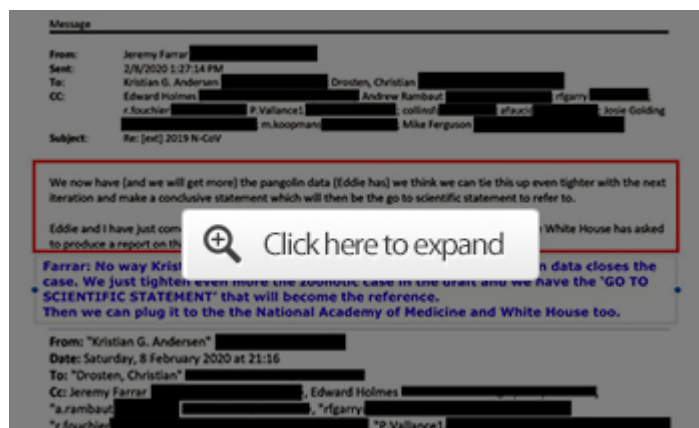 Message
From: Jeremy Farrar
Sent: 2/8/2020 1:27:14 PM
To: Kristian G. Andersen Drosten, Christian
CC: Edward Holmes Andrew Rambaut rfgarry ;
r.fouchier P.Vallance1 ; collinsf afauci ; Josie Golding
m.koopmans ; Mike Ferguson
Subject: Re: [ext] 2019 N-CoV
We now have (and we will get more) the pangolin data (Eddie has) we think we can tie this up even tighter with the next
iteration and make a conclusive statement which will then be the go to scientific statement to refer to.
Eddie and I have just com White House has asked
to produce a report on thi
Click here to expand
Farrar: No way Krist n data closes the
case. We just tighten even more the zoonotic case in the draft and we have the 'GO TO
SCIENTIFIC STATEMENT' that will become the reference.
Then we can plug it to the the National Academy of Medicine and White House too.
From: "Kristian G. Andersen"
Date: Saturday, 8 February 2020 at 21:16
To: "Drosten, Christian"
Cc: Jeremy Farrar , Edward Holmes
"a.rambaut , "rfgarry
"r.fouchier "P.Vallance1